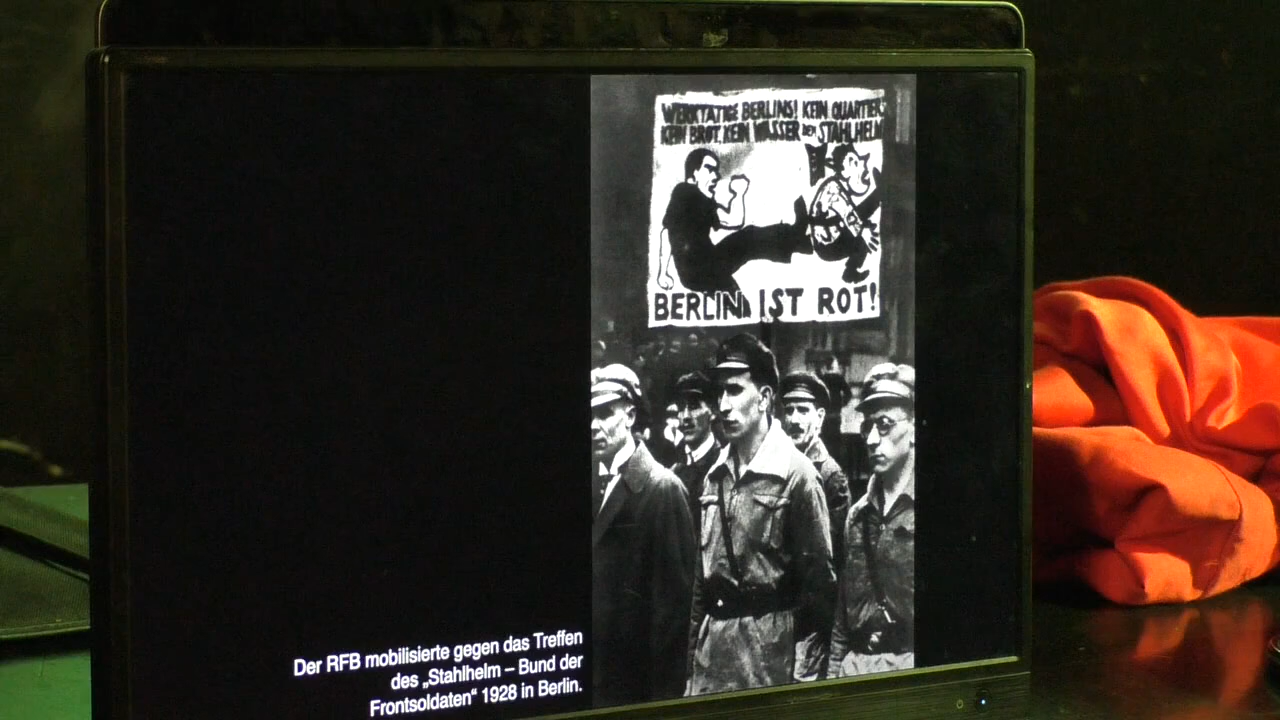 WERKTÄTIGE BERLINS! KEIN QUARTIER,
KEIN BROT, KEIN WASSER DEM STAHLHELM
BERLIN IST ROT!
Der RFB mobilisierte gegen das Treffen
des „Stahlhelm – Bund der
Frontsoldaten“ 1928 in Berlin.